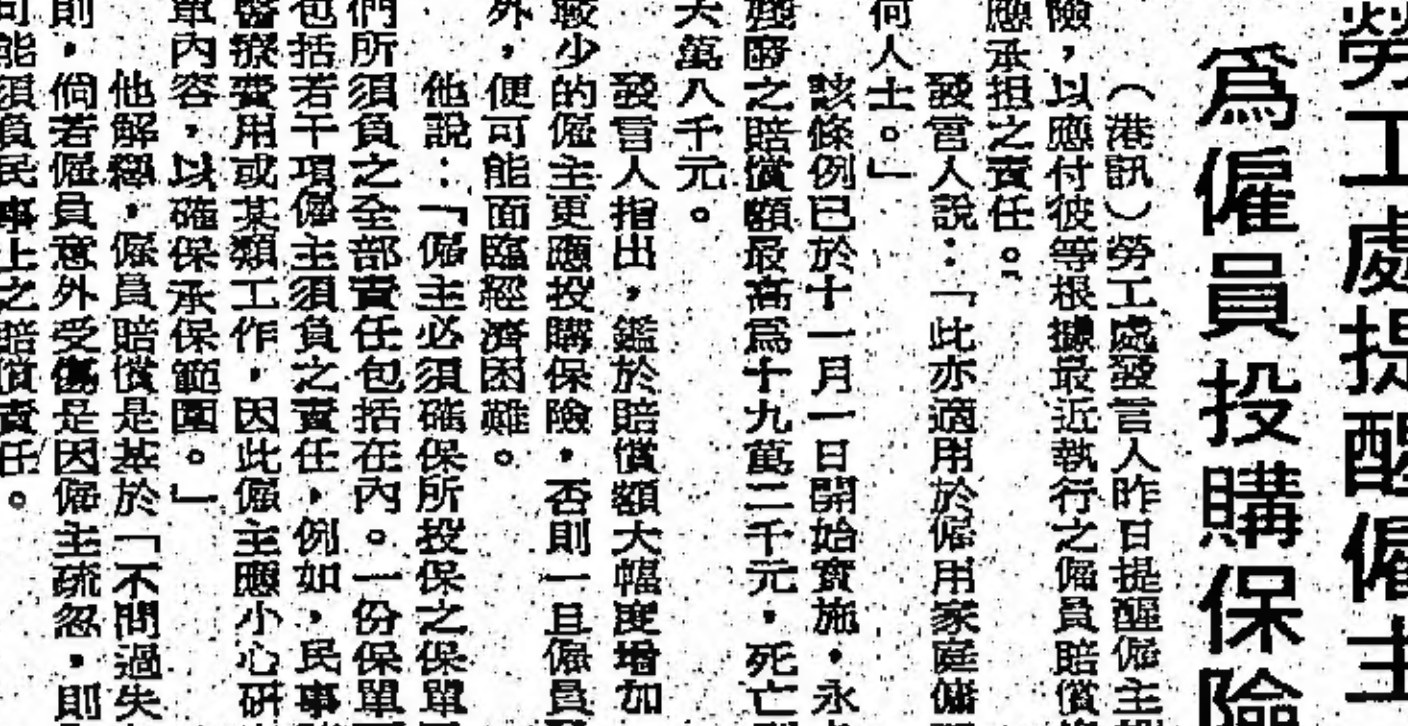 勞工處提醒僱主
爲僱員投購保險
（港訊）勞工處發言人昨日提醒僱主
險，以應付彼等根據最近執行之僱員賠償
應承担之責任。
發言人說：「此亦適用於僱用家庭傭
何人士。」
該條例已於十一月一日開始實施，永
殘廢之賠償額最高爲十九萬二千元，死亡
大萬八千元。
發言人指出，鑑於賠償額大幅度增加
較少的僱主更應投購保險，否則一旦僱員
外，便可能面臨經濟困難。
他說：「僱主必須確保所投保之保單
們所須負之全部責任包括在內。一份保單
包括若干項僱主須負之責任，例如，民事
醫療費用或某類工作，因此僱主應小心研
單內容，以確保承保範圍。」
他解釋，僱員賠償是基於「不問過失
則，倘若僱員意外受傷是因僱主疏忽，則
可能須負民事上之賠償責任。